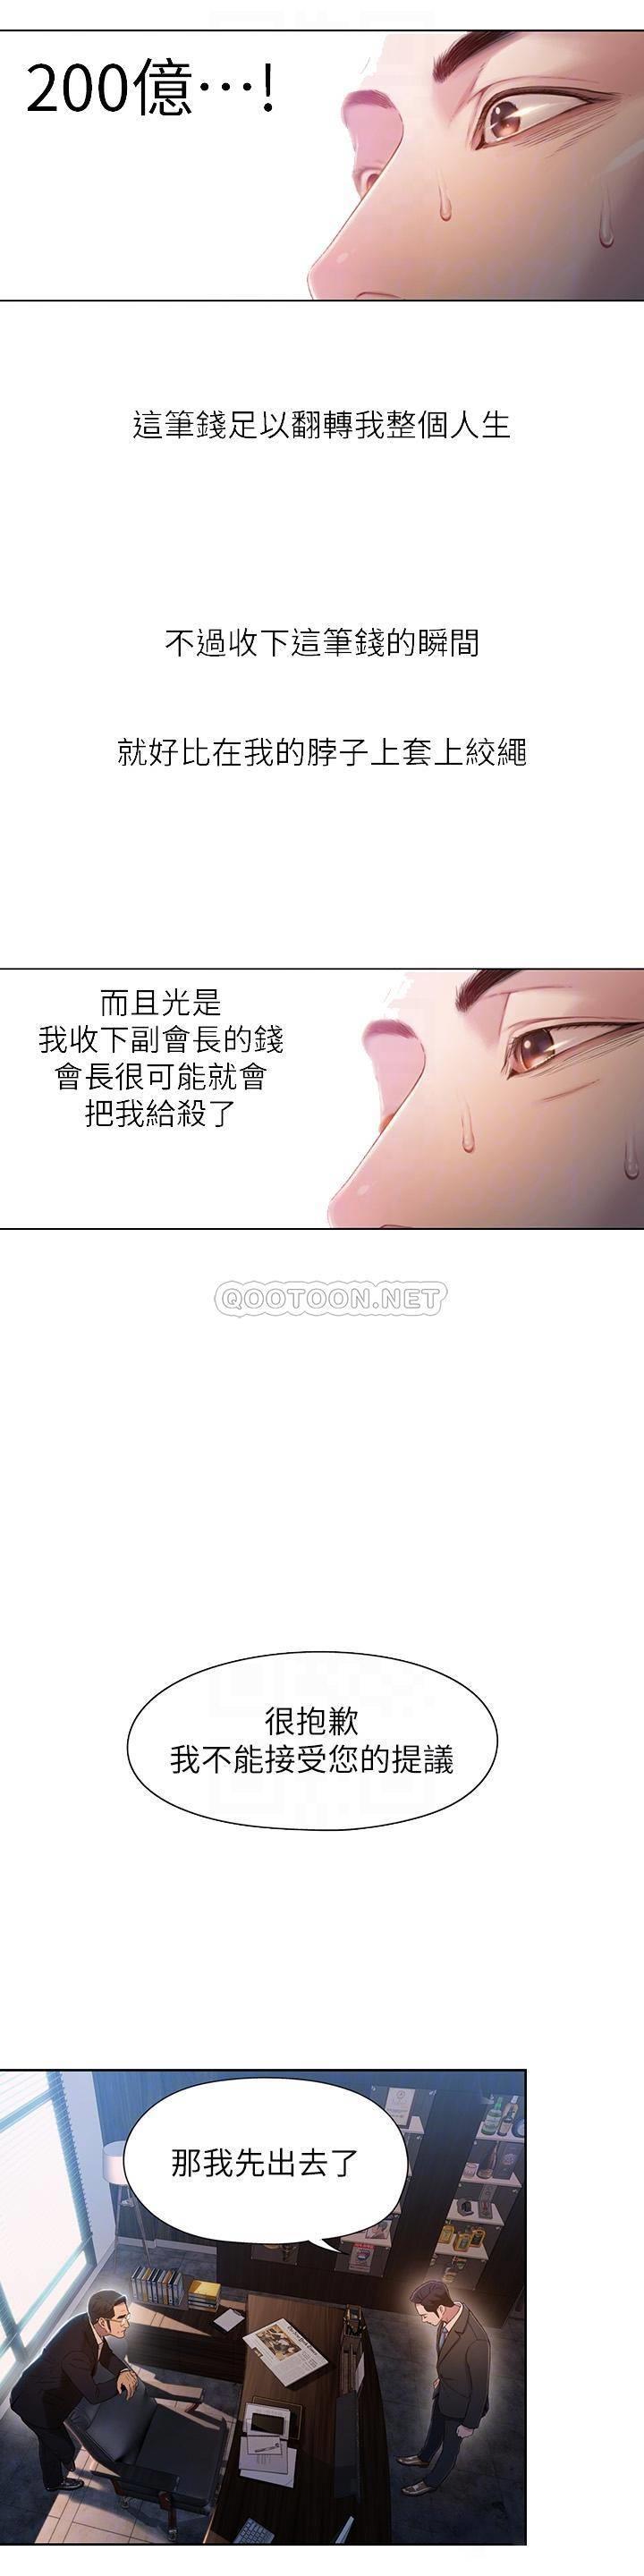 200億⋯!
這筆錢足以翻轉我整個人生
不過收下這筆錢的瞬間
就好比在我的脖子上套上絞繩
而且光是
我收下副會長的錢
會長很可能就會
把我給殺了
QOOTOON.NET
很抱歉
我不能接受您的提議
那我先出去了